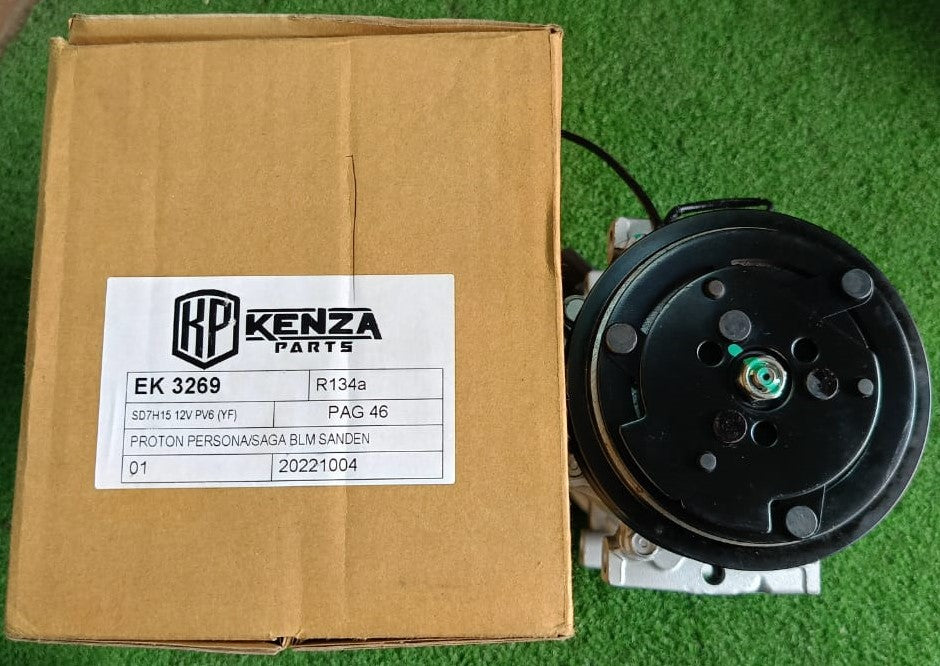 KP KENZA
PARTS
EK 3269 R134a
SD7H15 12V PV6 (YF) PAG 46
PROTON PERSONA/SAGA BLM SANDEN
01 20221004